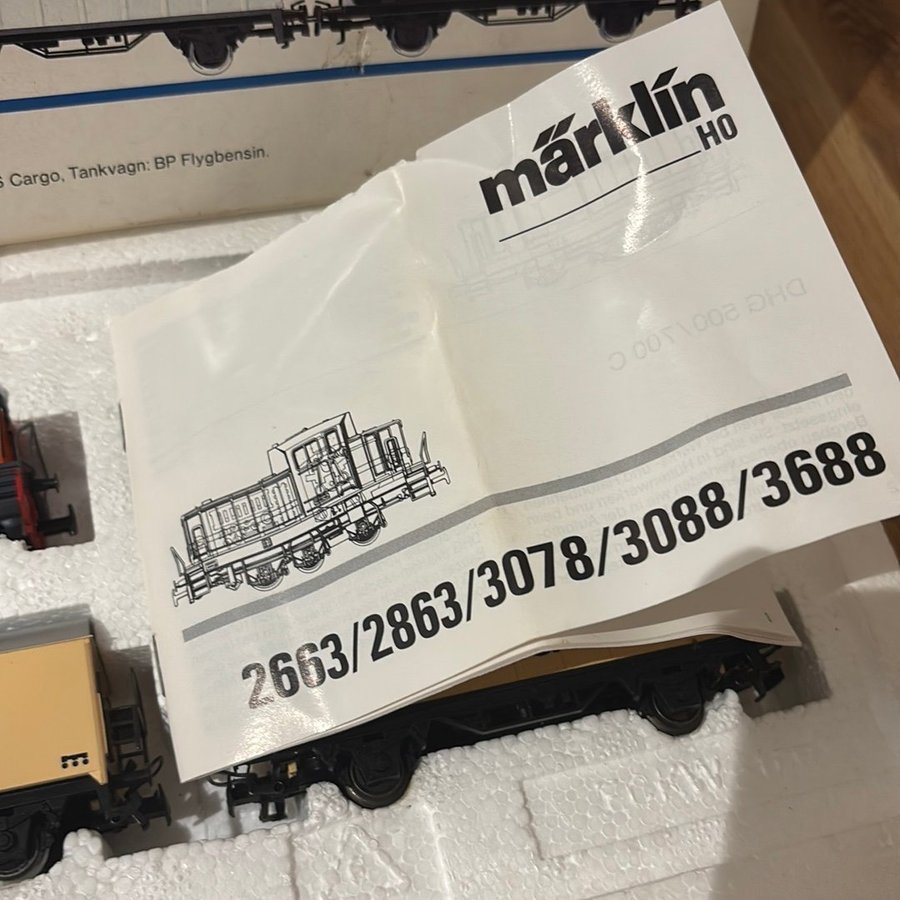 S Cargo, Tankvagn: BP Flygbensin.
märklin
HO
DHG 500/700 C
2663/2863/3078/3088/3688